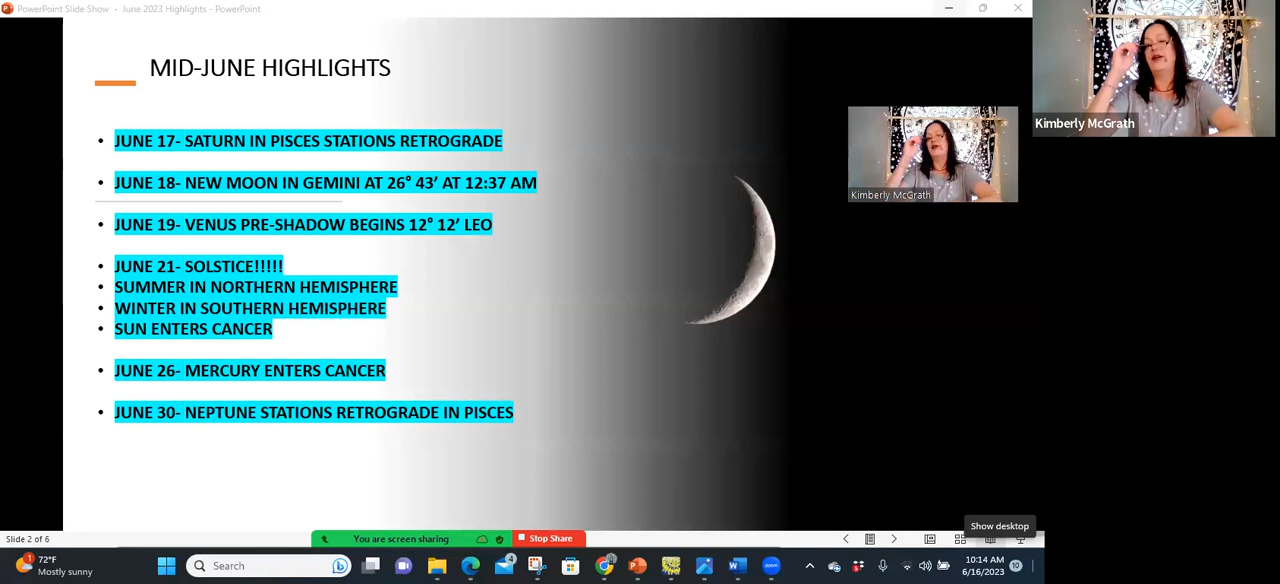 PowerPoint Slide Show - June 2023 Highlights - PowerPoint
MID-JUNE HIGHLIGHTS
• JUNE 17- SATURN IN PISCES STATIONS RETROGRADE
• JUNE 18- NEW MOON IN GEMINI AT 26° 43’ AT 12:37 AM
• JUNE 19- VENUS PRE-SHADOW BEGINS 12° 12’ LEO
• JUNE 21- SOLSTICE!!!!!
• SUMMER IN NORTHERN HEMISPHERE
• WINTER IN SOUTHERN HEMISPHERE
• SUN ENTERS CANCER
• JUNE 26- MERCURY ENTERS CANCER
• JUNE 30- NEPTUNE STATIONS RETROGRADE IN PISCES
Kimberly McGrath
Kimberly McGrath
Show desktop
Slide 2 of 6
You are screen sharing
Stop Share
1
72°F
Mostly sunny
Search
4
zoom
10:14 AM
6/16/2023
10